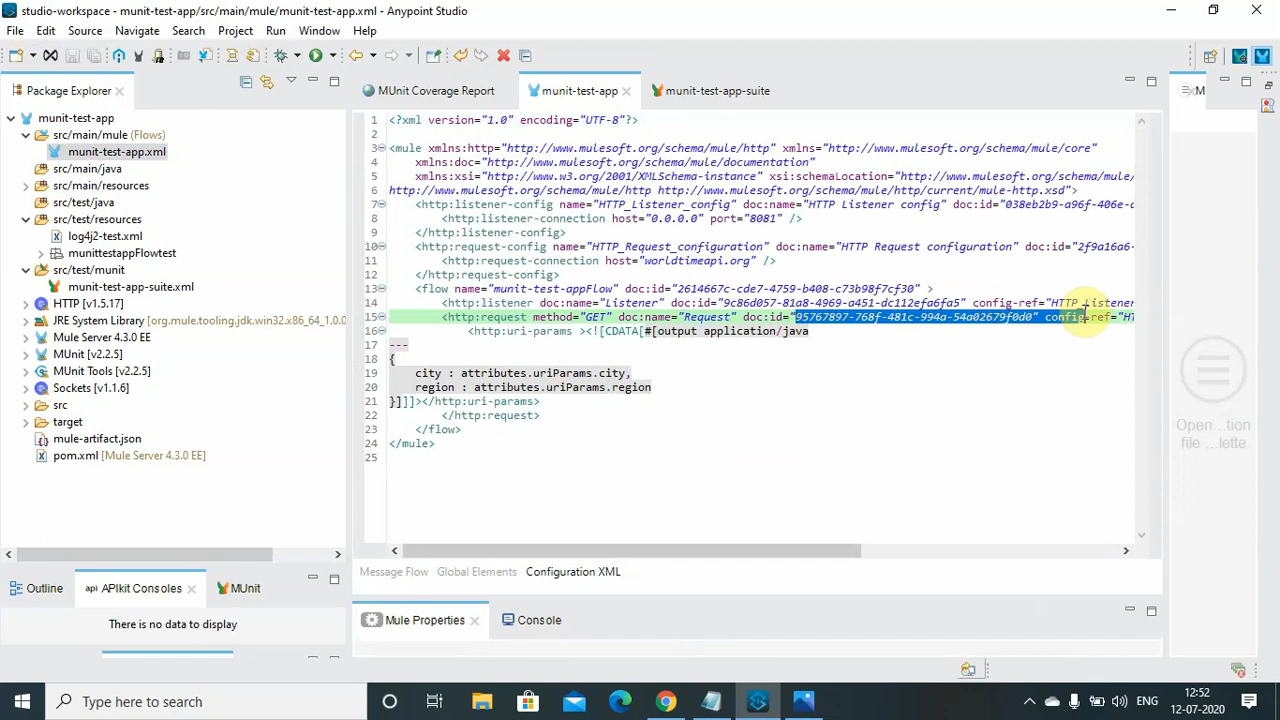 studio-workspace - munit-test-app/src/main/mule/munit-test-app.xml - Anypoint Studio
File Edit Source Navigate Search Project Run Window Help
Package Explorer
MUnit Coverage Report
munit-test-app
munit-test-app-suite
M
munit-test-app
src/main/mule (Flows)
munit-test-app.xml
src/main/java
src/main/resources
src/test/java
src/test/resources
log4j2-test.xml
munittestappFlowtest
src/test/munit
munit-test-app-suite.xml
HTTP [v1.5.17]
JRE System Library [org.mule.tooling.jdk.win32.x86_64_1.0
Mule Server 4.3.0 EE
MUnit [v2.2.5]
MUnit Tools [v2.2.5]
Sockets [v1.1.6]
src
target
mule-artifact.json
pom.xml [Mule Server 4.3.0 EE]
1 <?xml version="1.0" encoding="UTF-8"?>
2
3 <mule xmlns:http="http://www.mulesoft.org/schema/mule/http" xmlns="http://www.mulesoft.org/schema/mule/core"
4 xmlns:doc="http://www.mulesoft.org/schema/mule/documentation"
5 xmlns:xsi="http://www.w3.org/2001/XMLSchema-instance" xsi:schemaLocation="
6 http://www.mulesoft.org/schema/mule/http http://www.mulesoft.org/schema/mule/http/current/mule-http.xsd">
7 <http:listener-config name="HTTP_Listener_config" doc:name="HTTP Listener config" doc:id="038eb2b9-a96f-406e-
8 <http:listener-connection host="0.0.0.0" port="8081" />
9 </http:listener-config>
10 <http:request-config name="HTTP_Request_configuration" doc:name="HTTP Request configuration" doc:id="2f9a16a6-
11 <http:request-connection host="worldtimeapi.org" />
12 </http:request-config>
13 <flow name="munit-test-appFlow" doc:id="2614667c-cde7-4759-b408-c73b98f7cf30" >
14 <http:listener doc:name="Listener" doc:id="9c86d057-81a8-4969-a451-dc112efa6fa5" config-ref="HTTP_Listener
15 <http:request method="GET" doc:name="Request" doc:id="95767897-768f-481c-994a-54a02679f0d0" config-ref="HT
16 <http:uri-params ><![CDATA[#[output application/java
17 ---
18 {
19 city : attributes.uriParams.city,
20 region : attributes.uriParams.region
21 }]]]></http:uri-params>
22 </http:request>
23 </flow>
24 </mule>
25
Open...tion
file ...lette
Message Flow Global Elements Configuration XML
Outline
api APIkit Consoles
MUnit
There is no data to display
Mule Properties
Console
Type here to search
ENG
12:52
12-07-2020